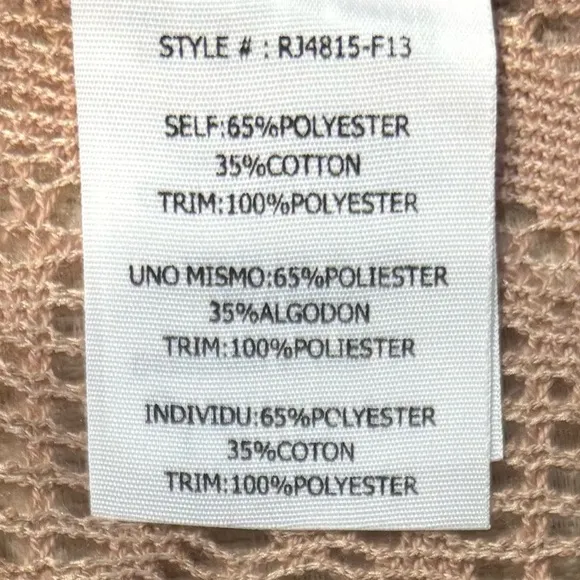 STYLE # : RJ4815-F13
SELF:65%POLYESTER
35%COTTON
TRIM:100%POLYESTER
UNO MISMO:65%POLIESTER
35%ALGODON
TRIM:100%POLIESTER
INDIVIDU:65%POLYESTER
35%COTON
TRIM:100%POLYESTER